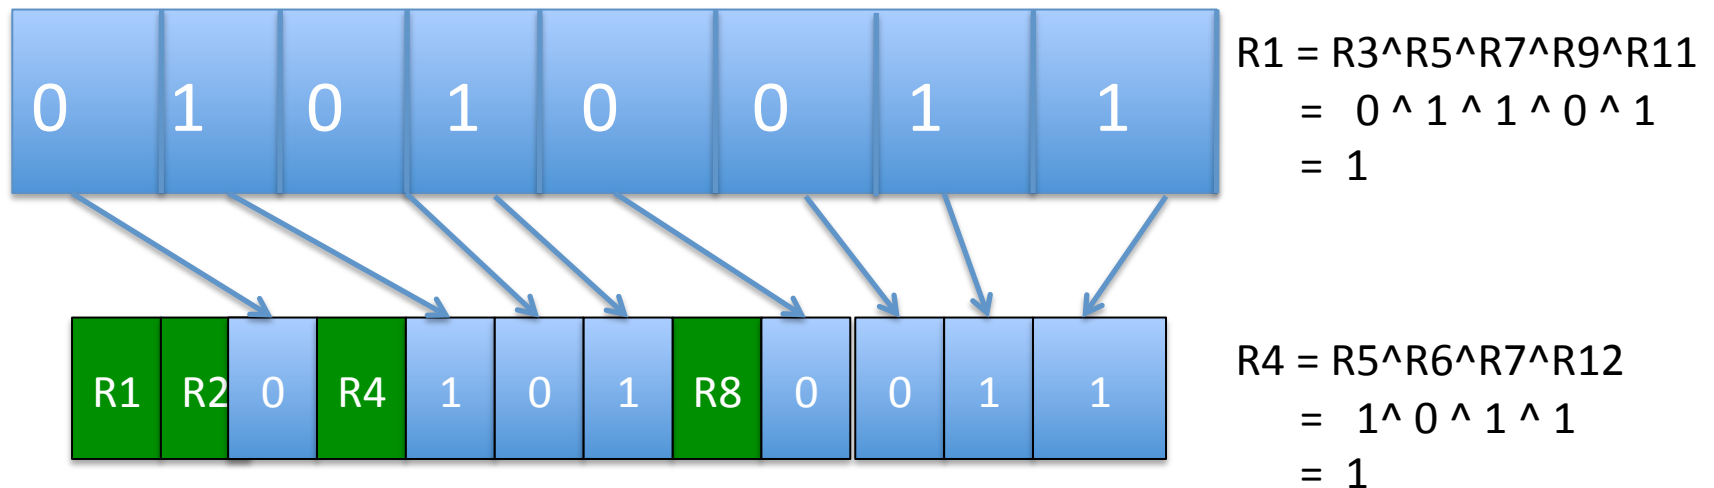 0 1 0 1 0 0 1 1
R1 = R3^R5^R7^R9^R11
= 0 ^ 1 ^ 1 ^ 0 ^ 1
= 1
R1 R2 0 R4 1 0 1 R8 0 0 1 1
R4 = R5^R6^R7^R12
= 1^ 0 ^ 1 ^ 1
= 1